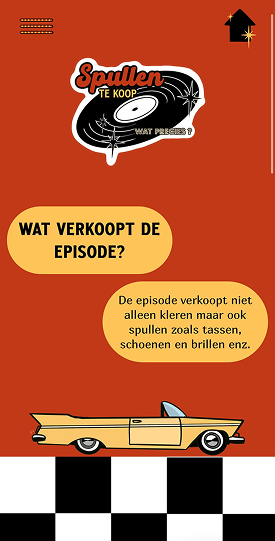 Spullen
TE KOOP
WAT PRECIES ?
WAT VERKOOPT DE
EPISODE?
De episode verkoopt niet
alleen kleren maar ook
spullen zoals tassen,
schoenen en brillen enz.